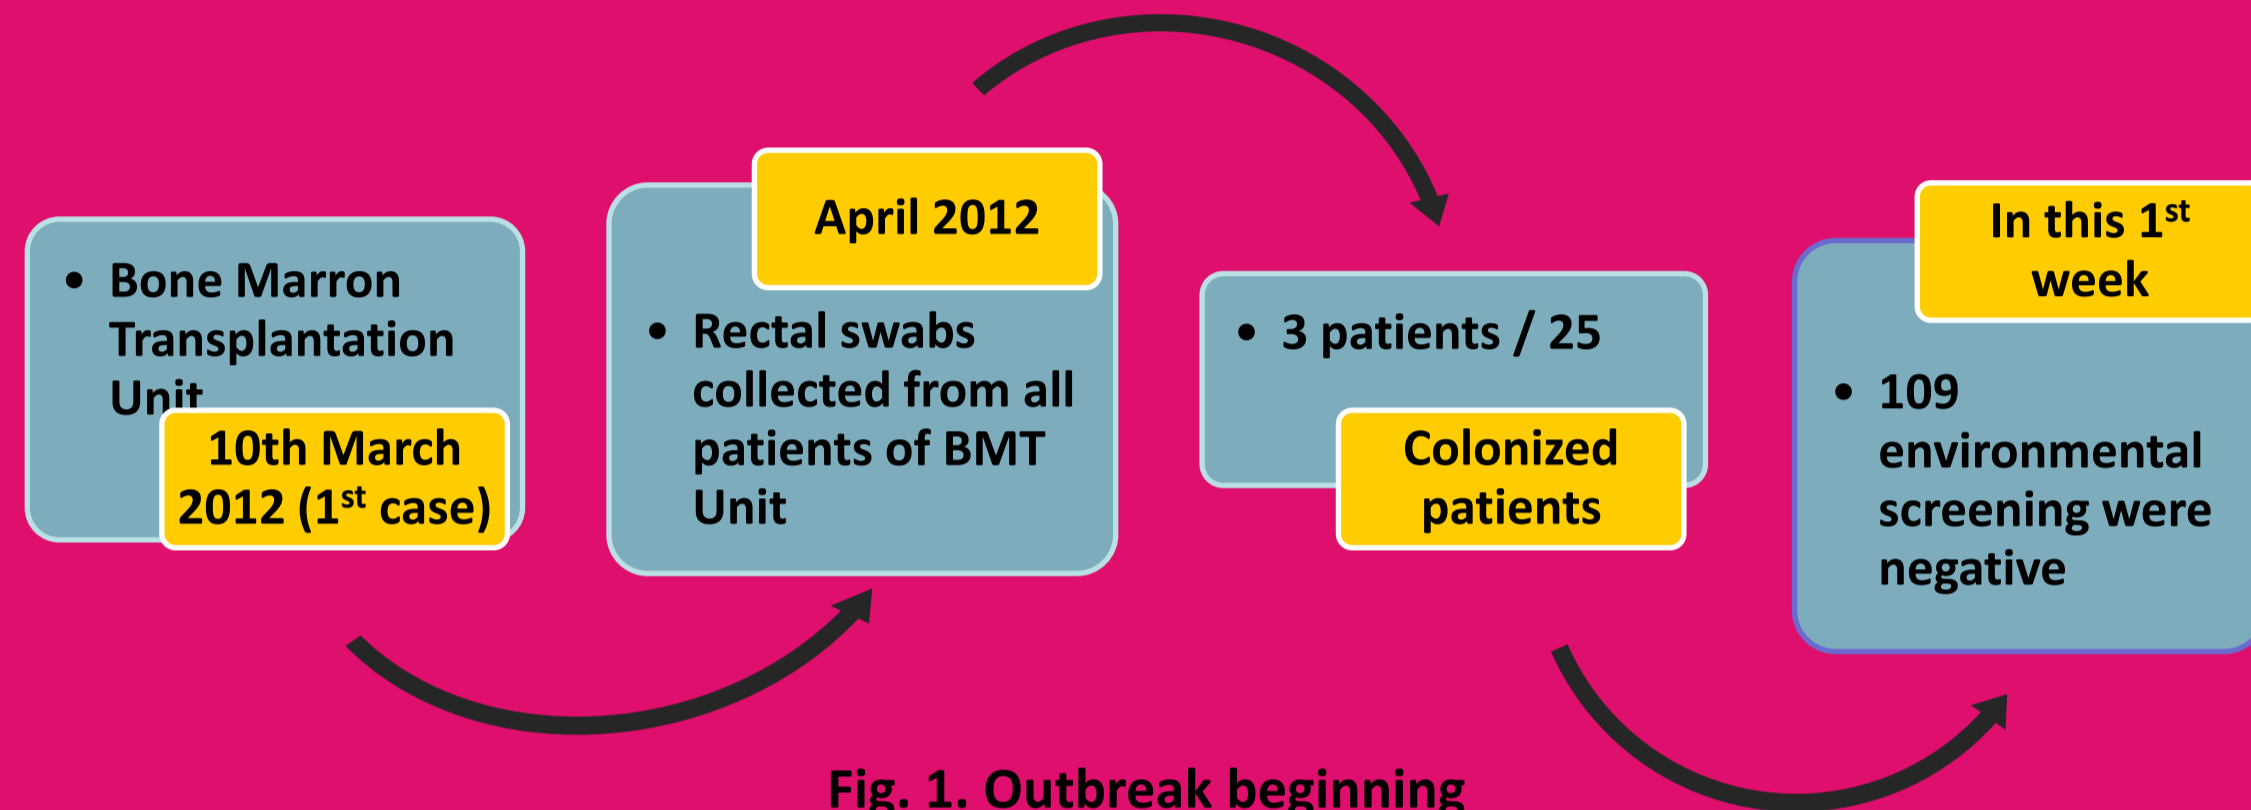 • Bone Marron
Transplantation
Unit
10th March
2012 (1st case)
April 2012
• Rectal swabs
collected from all
patients of BMT
Unit
• 3 patients / 25
Colonized
patients
In this 1st
week
• 109
environmental
screening were
negative
Fig. 1. Outbreak beginning